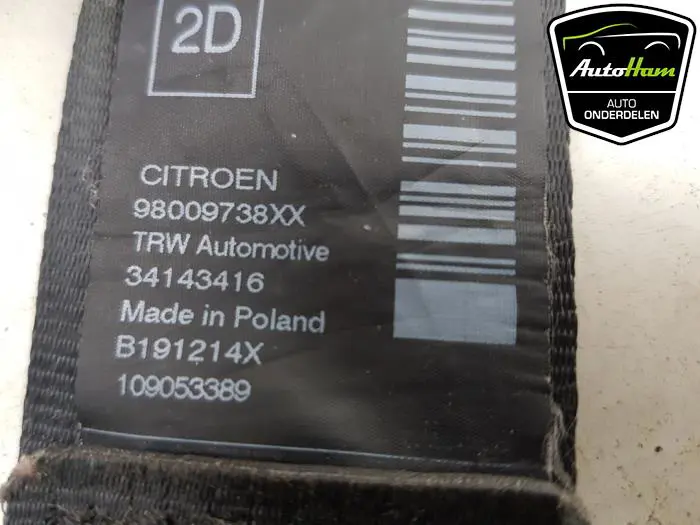 2D
CITROEN
98009738XX
TRW Automotive
34143416
Made in Poland
B191214X
109053389
AutoHam
AUTO
ONDERDELEN